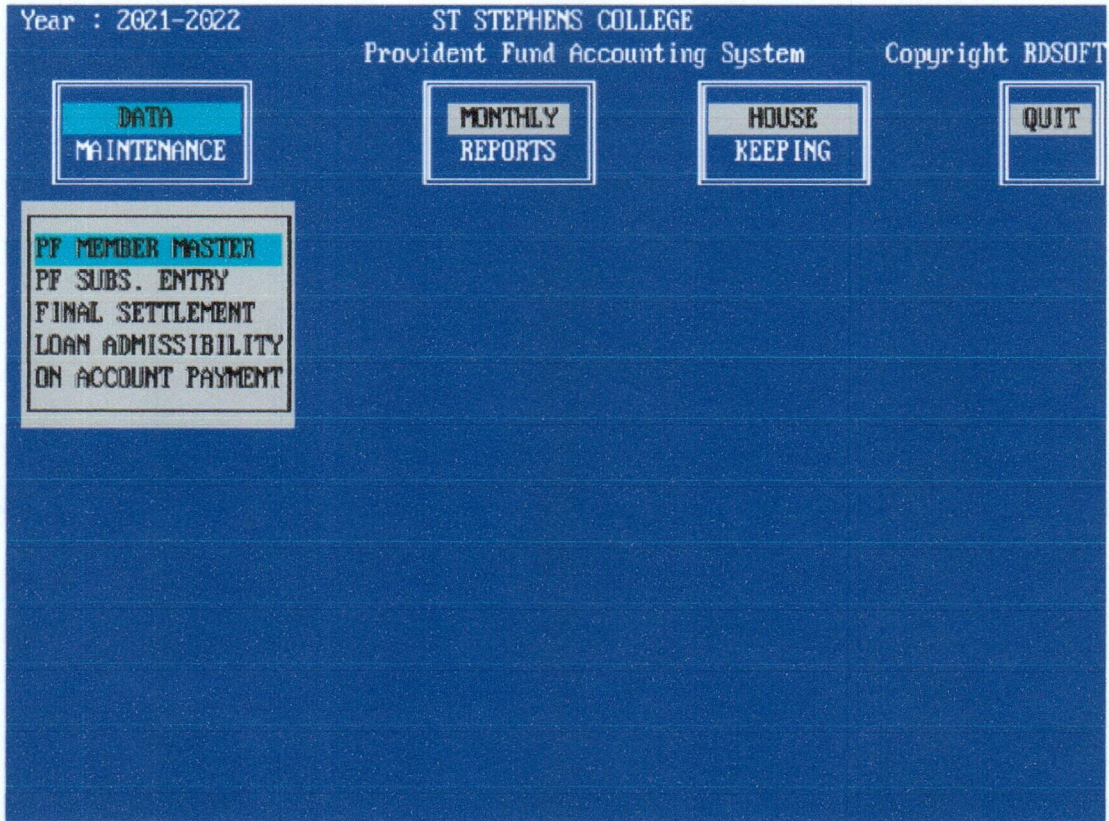 Year : 2021-2022 ST STEPHENS COLLEGE
Provident Fund Accounting System Copyright RDSOFT
DATA MONTHLY HOUSE QUIT
MAINTENANCE REPORTS KEEPING
PF MEMBER MASTER
PF SUBS. ENTRY
FINAL SETTLEMENT
LOAN ADMISSIBILITY
ON ACCOUNT PAYMENT